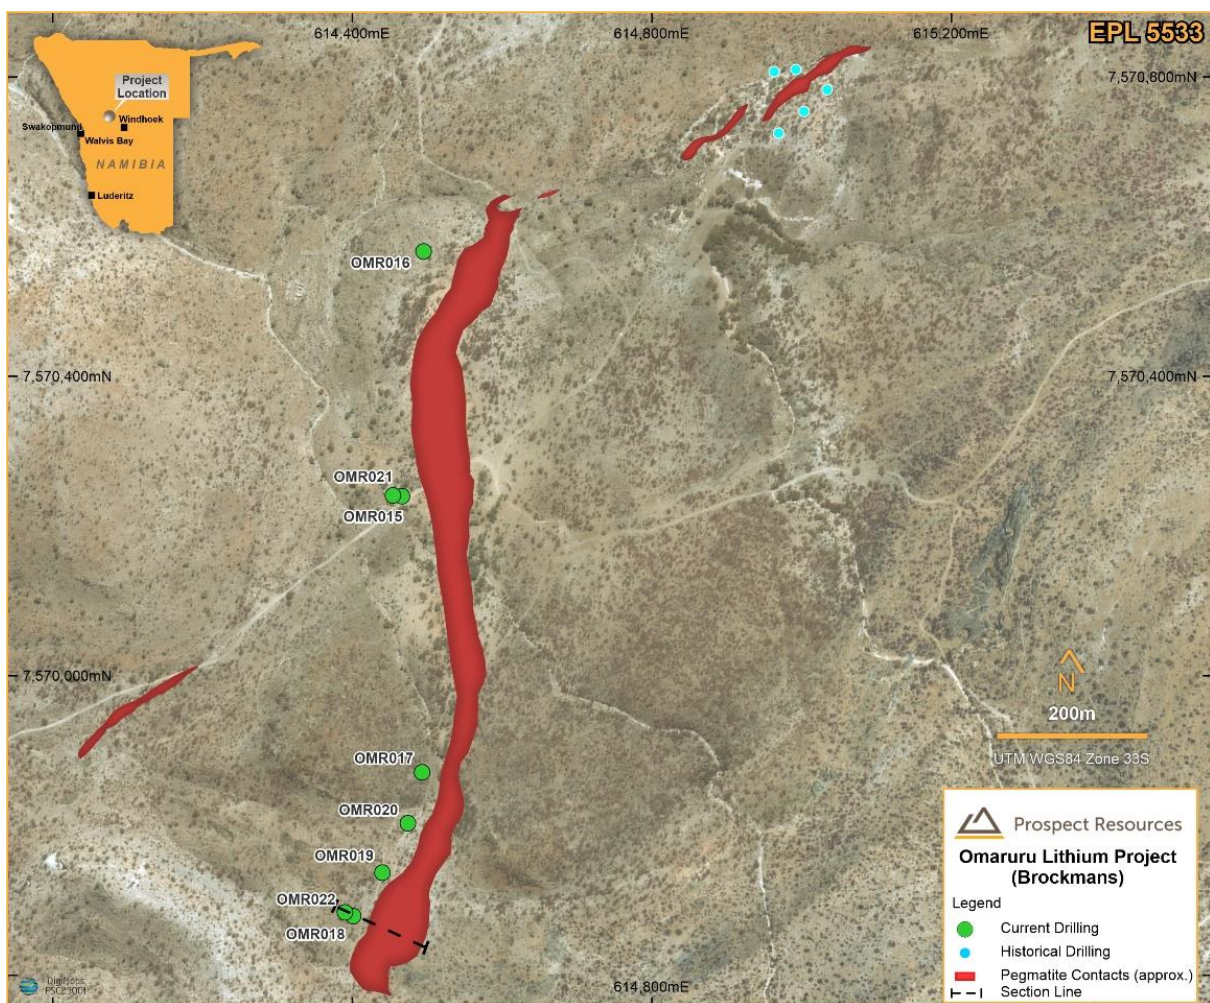 614,400mE
614,800mE
615,200mE
EPL 5533
Project
Location
Swakopmund
Windhoek
Walvis Bay
NAMIBIA
Luderitz
7,570,800mN
OMR016
7,570,400mN
7,570,400mN
OMR021
OMR015
7,570,000mN
N
200m
UTM WGS84 Zone 33S
OMR017
OMR020
OMR019
OMR022
OMR018
Prospect Resources
Omaruru Lithium Project
(Brockmans)
Legend
Current Drilling
Historical Drilling
Pegmatite Contacts (approx.)
Section Line
614,800mE